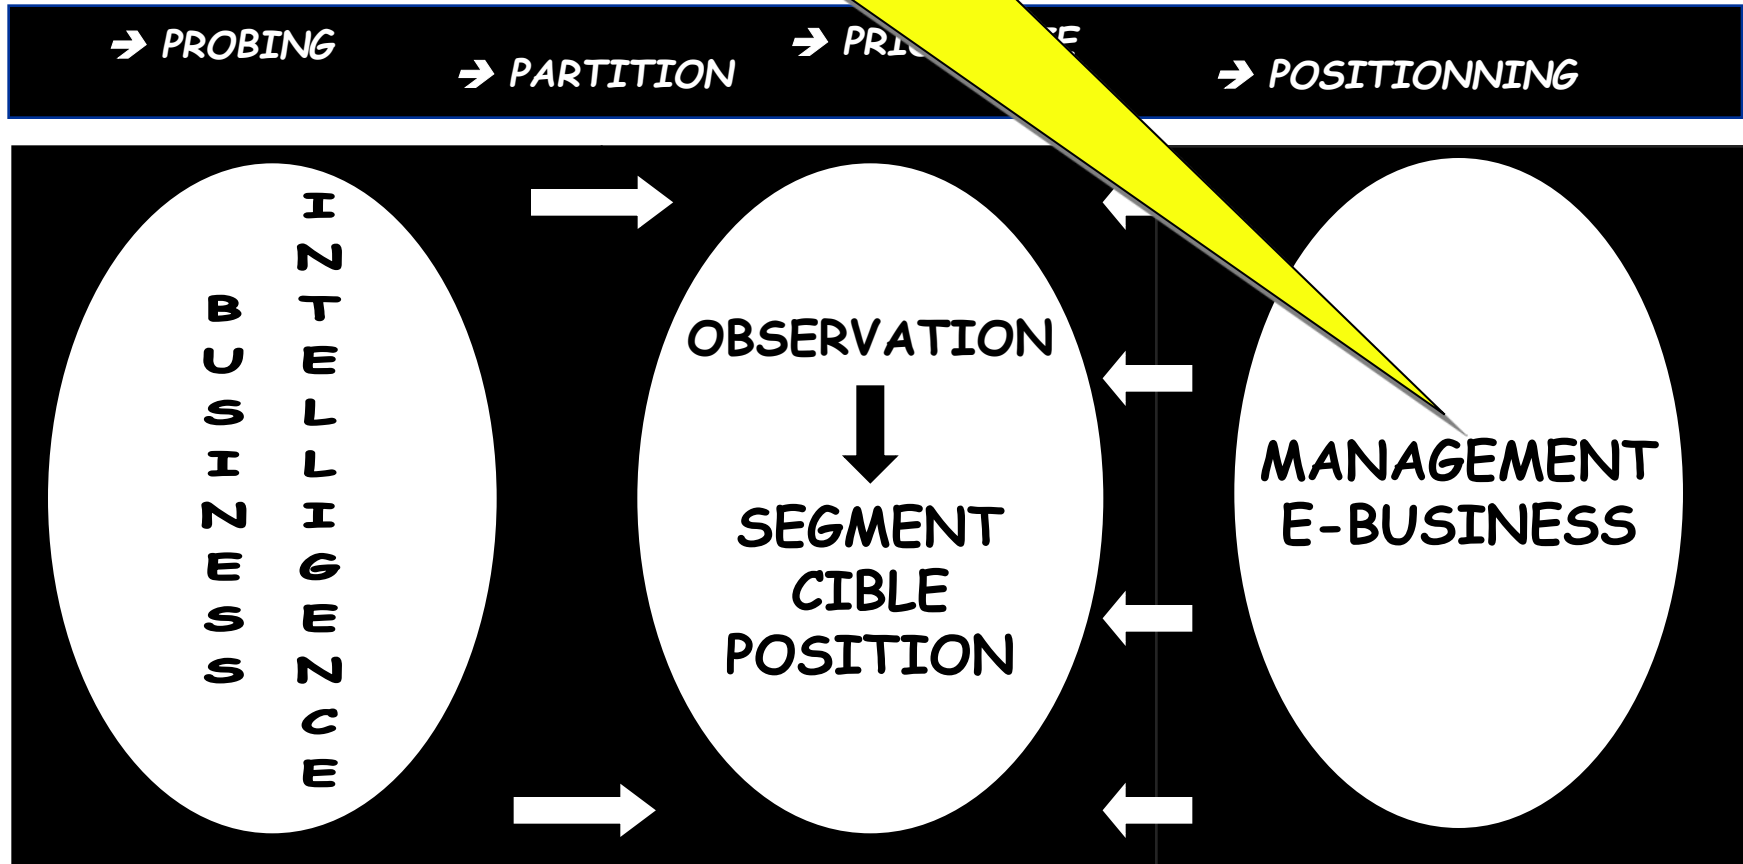 ➔ PROBING
➔ PARTITION
➔ POSITIONNING
BUSINESS
INTELLIGENCE
OBSERVATION
SEGMENT
CIBLE
POSITION
MANAGEMENT
E-BUSINESS